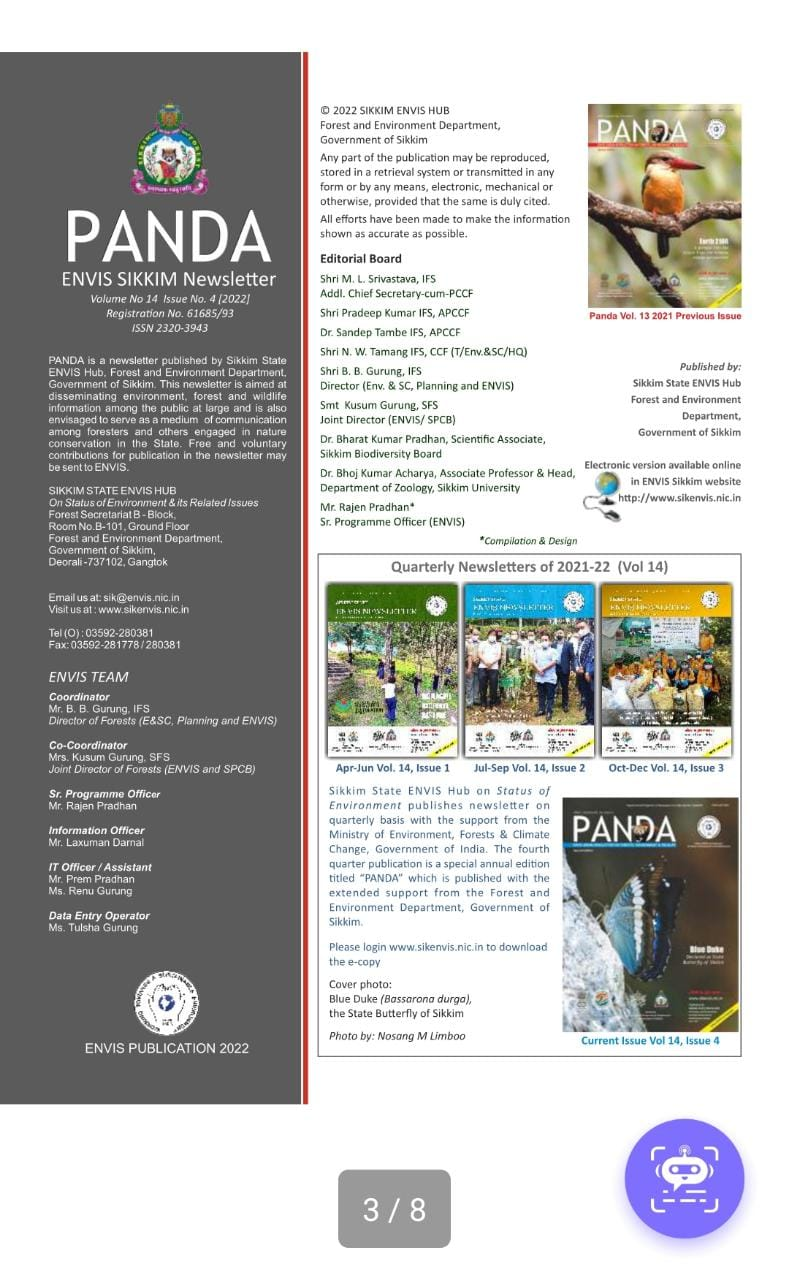 PANDA
ENVIS SIKKIM Newsletter
Volume No 14 Issue No. 4 [2022]
Registration No. 61685/93
ISSN 2320-3943
PANDA is a newsletter published by Sikkim State
ENVIS Hub, Forest and Environment Department,
Government of Sikkim. This newsletter is aimed at
disseminating environment, forest and wildlife
information among the public at large and is also
envisaged to serve as a medium of communication
among foresters and others engaged in nature
conservation in the State. Free and voluntary
contributions for publication in the newsletter may
be sent to ENVIS.
SIKKIM STATE ENVIS HUB
On Status of Environment & its Related Issues
Forest Secretariat B - Block,
Room No.B-101, Ground Floor
Forest and Environment Department,
Government of Sikkim,
Deorali -737102, Gangtok
Email us at: sik@envis.nic.in
Visit us at : www.sikenvis.nic.in
Tel (O) : 03592-280381
Fax: 03592-281778 / 280381
ENVIS TEAM
Coordinator
Mr. B. B. Gurung, IFS
Director of Forests (E&SC, Planning and ENVIS)
Co-Coordinator
Mrs. Kusum Gurung, SFS
Joint Director of Forests (ENVIS and SPCB)
Sr. Programme Officer
Mr. Rajen Pradhan
Information Officer
Mr. Laxuman Darnal
IT Officer / Assistant
Mr. Prem Pradhan
Ms. Renu Gurung
Data Entry Operator
Ms. Tulsha Gurung
ENVIS PUBLICATION 2022
© 2022 SIKKIM ENVIS HUB
Forest and Environment Department,
Government of Sikkim
Any part of the publication may be reproduced,
stored in a retrieval system or transmitted in any
form or by any means, electronic, mechanical or
otherwise, provided that the same is duly cited.
All efforts have been made to make the information
shown as accurate as possible.
Editorial Board
Shri M. L. Srivastava, IFS
Addl. Chief Secretary-cum-PCCF
Shri Pradeep Kumar IFS, APCCF
Dr. Sandep Tambe IFS, APCCF
Shri N. W. Tamang IFS, CCF (T/Env.&SC/HQ)
Shri B. B. Gurung, IFS
Director (Env. & SC, Planning and ENVIS)
Smt Kusum Gurung, SFS
Joint Director (ENVIS/ SPCB)
Dr. Bharat Kumar Pradhan, Scientific Associate,
Sikkim Biodiversity Board
Dr. Bhoj Kumar Acharya, Associate Professor & Head,
Department of Zoology, Sikkim University
Mr. Rajen Pradhan*
Sr. Programme Officer (ENVIS)
*Compilation & Design
PANDA
Earth 2100
Panda Vol. 13 2021 Previous Issue
Published by:
Sikkim State ENVIS Hub
Forest and Environment
Department,
Government of Sikkim
Electronic version available online
in ENVIS Sikkim website
http://www.sikenvis.nic.in
Quarterly Newsletters of 2021-22 (Vol 14)
ENVIS NEWSLETTER
ENVIS NEWSLETTER
ENVIS NEWSLETTER
Apr-Jun Vol. 14, Issue 1
Jul-Sep Vol. 14, Issue 2
Oct-Dec Vol. 14, Issue 3
Sikkim State ENVIS Hub on Status of
Environment publishes newsletter on
quarterly basis with the support from the
Ministry of Environment, Forests & Climate
Change, Government of India. The fourth
quarter publication is a special annual edition
titled “PANDA” which is published with the
extended support from the Forest and
Environment Department, Government of
Sikkim.
Please login www.sikenvis.nic.in to download
the e-copy
Cover photo:
Blue Duke (Bassarona durga),
the State Butterfly of Sikkim
Photo by: Nosang M Limboo
PANDA
Blue Duke
Declared as State
Butterfly of Sikkim
Current Issue Vol 14, Issue 4
3 / 8